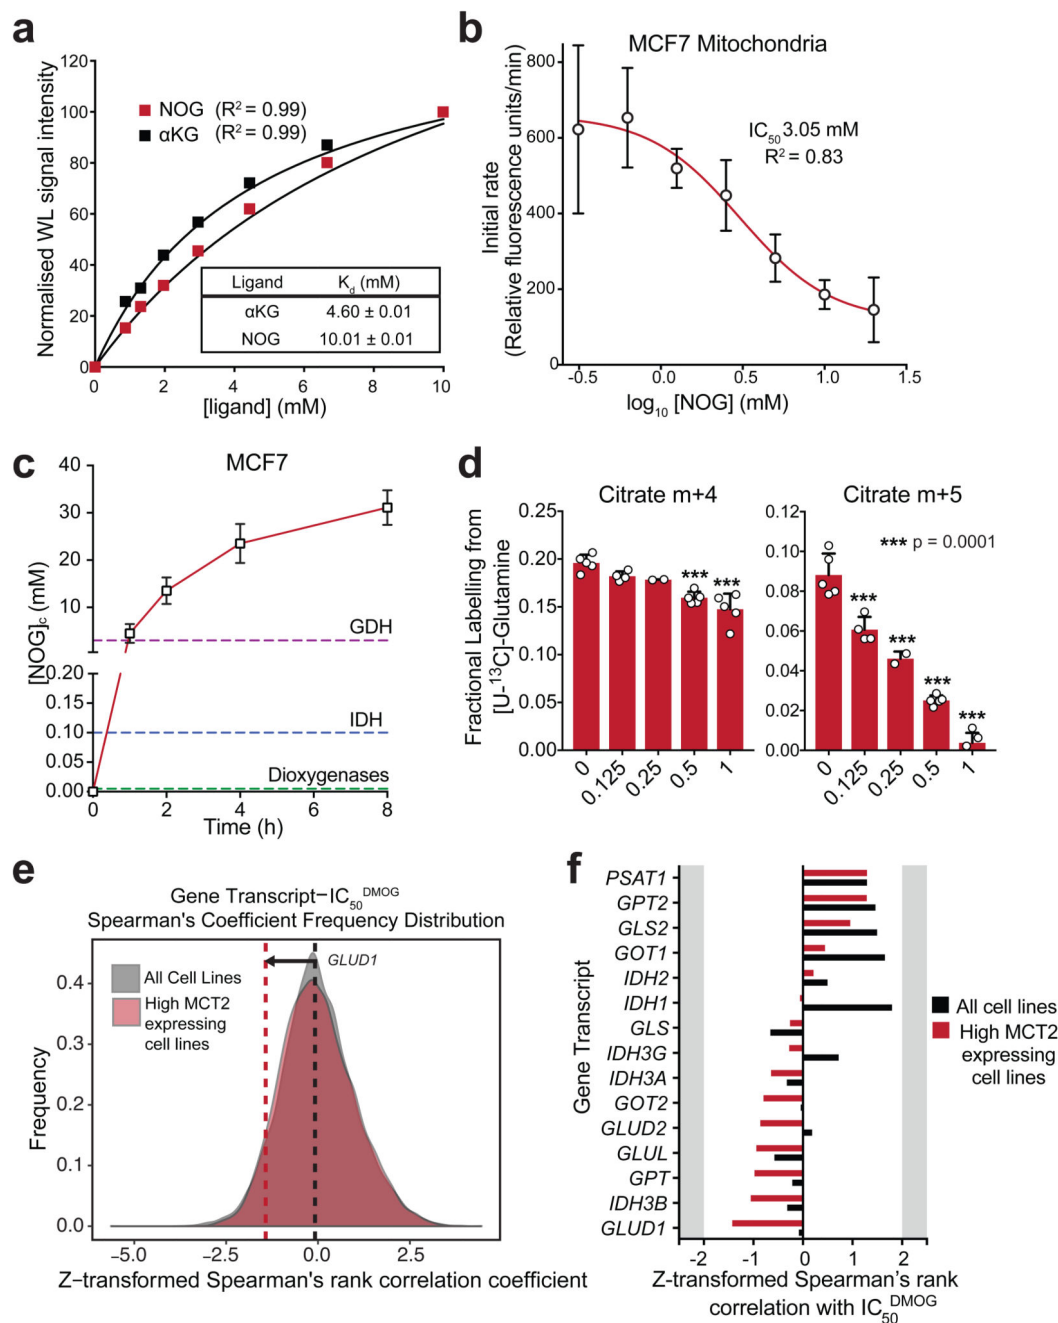 a
Normalised WL signal intensity
120
100
80
60
40
20
0
NOG (R² = 0.99)
αKG (R² = 0.99)
Ligand K_d (mM)
αKG 4.60 ± 0.01
NOG 10.01 ± 0.01
0 2 4 6 8 10
[ligand] (mM)
b
MCF7 Mitochondria
Initial rate
(Relative fluorescence units/min)
800
600
400
200
0
IC₅₀ 3.05 mM
R² = 0.83
-0.5 0.0 0.5 1.0 1.5
log₁₀ [NOG] (mM)
c
MCF7
[NOG]_c (mM)
40
30
20
10
0.20
0.15
0.10
0.05
0.00
GDH
IDH
Dioxygenases
0 2 4 6 8
Time (h)
d
Fractional Labelling from
[U-¹³C]-Glutamine
Citrate m+4
0.25
0.20
0.15
0.10
0.05
0.00
*** ***
0 0.125 0.25 0.5 1
Citrate m+5
*** p = 0.0001
0.12
0.10
0.08
0.06
0.04
0.02
0.00
*** *** *** ***
0 0.125 0.25 0.5 1
e
Gene Transcript−IC₅₀^DMOG
Spearman's Coefficient Frequency Distribution
GLUD1
All Cell Lines
High MCT2
expressing
cell lines
Frequency
0.4
0.3
0.2
0.1
0.0
−5.0 −2.5 0.0 2.5
Z−transformed Spearman's rank correlation coefficient
f
Gene Transcript
PSAT1
GPT2
GLS2
GOT1
IDH2
IDH1
GLS
IDH3G
IDH3A
GOT2
GLUD2
GLUL
GPT
IDH3B
GLUD1
All cell lines
High MCT2
expressing
cell lines
-2 -1 0 1 2
Z-transformed Spearman's rank
correlation with IC₅₀^DMOG